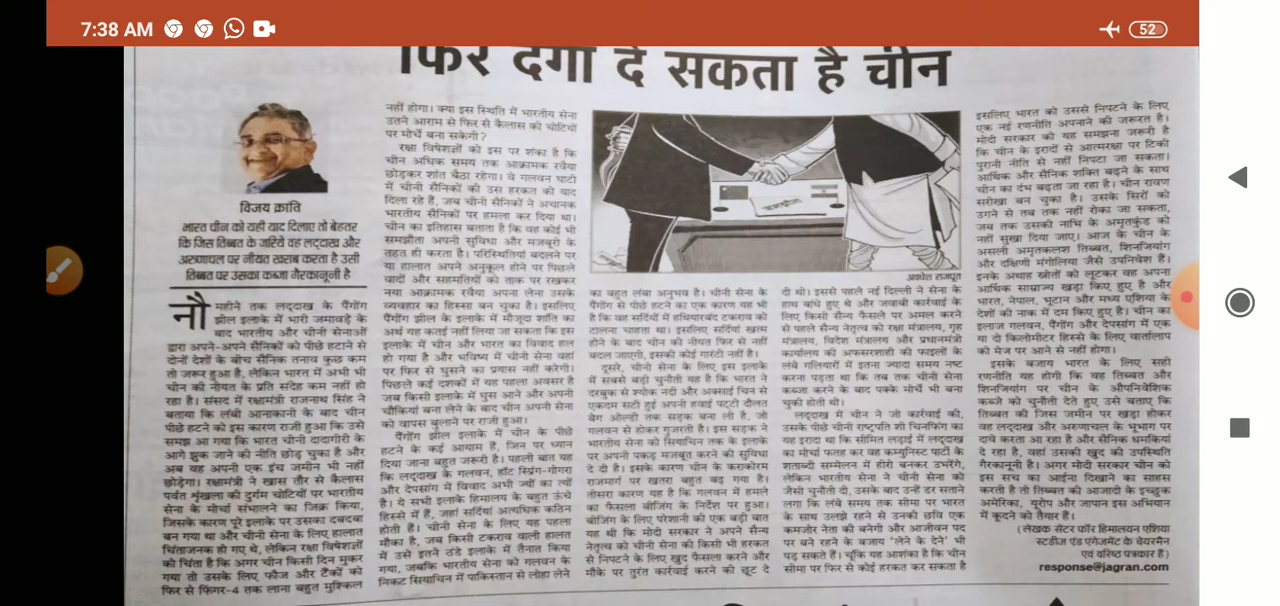 7:38 AM
52
फिर दगा दे सकता है चीन
विजय क्रांति
भारत चीन को यही याद दिलाए तो बेहतर
कि जिस तिब्बत के जरिये वह लद्दाख और
अरुणाचल पर नीयत खराब करता है उसी
तिब्बत पर उसका कब्जा गैरकानूनी है
नौ महीने तक लद्दाख के पैंगोंग
झील इलाके में भारी जमावड़े के
बाद भारतीय और चीनी सेनाओं
द्वारा अपने-अपने सैनिकों को पीछे हटाने से
दोनों देशों के बीच सैनिक तनाव कुछ कम
तो जरूर हुआ है, लेकिन भारत में अभी भी
चीन की नीयत के प्रति संदेह कम नहीं हो
रहा है। संसद में रक्षामंत्री राजनाथ सिंह ने
बताया कि लंबी आनाकानी के बाद चीन
पीछे हटने को इस कारण राजी हुआ कि उसे
समझ आ गया कि भारत चीनी दादागीरी के
आगे झुक जाने की नीति छोड़ चुका है और
अब वह अपनी एक इंच जमीन भी नहीं
छोड़ेगा। रक्षामंत्री ने खास तौर से कैलास
पर्वत शृंखला की दुर्गम चोटियों पर भारतीय
सेना के मोर्चा संभालने का जिक्र किया,
जिसके कारण पूरे इलाके पर उसका दबदबा
बन गया था और चीनी सेना के लिए हालात
चिंताजनक हो गए थे, लेकिन रक्षा विषेशज्ञों
को चिंता है कि अगर चीन किसी दिन मुकर
गया तो उसके लिए फौज और टैंकों को
फिर से फिंगर-4 तक लाना बहुत मुश्किल
नहीं होगा। क्या इस स्थिति में भारतीय सेना
उतने आराम से फिर से कैलास की चोटियों
पर मोर्चे बना सकेगी?
रक्षा विषेशज्ञों को इस पर शंका है कि
चीन अधिक समय तक आक्रामक रवैया
छोड़कर शांत बैठा रहेगा। वे गलवन घाटी
में चीनी सैनिकों की उस हरकत की याद
दिला रहे हैं, जब चीनी सैनिकों ने अचानक
भारतीय सैनिकों पर हमला कर दिया था।
चीन का इतिहास बताता है कि वह कोई भी
समझौता अपनी सुविधा और मजबूरी के
तहत ही करता है। परिस्थितियां बदलने पर
या हालात अपने अनुकूल होने पर पिछले
वादों और सहमतियों को ताक पर रखकर
नया आक्रामक रवैया अपना लेना उसके
व्यवहार का हिस्सा बन चुका है। इसलिए
पैंगोंग झील के इलाके में मौजूदा शांति का
अर्थ यह कतई नहीं लिया जा सकता कि इस
इलाके में चीन और भारत का विवाद हल
हो गया है और भविष्य में चीनी सेना वहां
पर फिर से घुसने का प्रयास नहीं करेगी।
पिछले कई दशकों में यह पहला अवसर है
जब किसी इलाके में घुस आने और अपनी
चौकियां बना लेने के बाद चीन अपनी सेना
को वापस बुलाने पर राजी हुआ।
पैंगोंग झील इलाके में चीन के पीछे
हटने के कई आयाम हैं, जिन पर ध्यान
दिया जाना बहुत जरूरी है। पहली बात यह
कि लद्दाख के गलवन, हॉट स्प्रिंग-गोगरा
और देपसांग में विवाद अभी ज्यों का त्यों
है। ये सभी इलाके हिमालय के बहुत ऊंचे
हिस्से में हैं, जहां सर्दियां अत्यधिक कठिन
होती हैं। चीनी सेना के लिए यह पहला
मौका है, जब किसी टकराव वाली हालत
में उसे इतने ठंडे इलाके में तैनात किया
गया, जबकि भारतीय सेना को गलवन के
निकट सियाचिन में पाकिस्तान से लोहा लेने
समझौता
अवधेश राजपूत
का बहुत लंबा अनुभव है। चीनी सेना के
पैंगोंग से पीछे हटने का एक कारण यह भी
है कि वह सर्दियों में हथियारबंद टकराव को
टालना चाहता था। इसलिए सर्दियां खत्म
होने के बाद चीन की नीयत फिर से नहीं
बदल जाएगी, इसकी कोई गारंटी नहीं है।
दूसरे, चीनी सेना के लिए इस इलाके
में सबसे बड़ी चुनौती यह है कि भारत ने
दरबुक से श्योक नदी और अक्साई चिन से
एकदम सटी हुई अपनी हवाई पट्टी दौलत
बेग ओल्डी तक सड़क बना ली है, जो
गलवन से होकर गुजरती है। इस सड़क ने
भारतीय सेना को सियाचिन तक के इलाके
पर अपनी पकड़ मजबूत करने की सुविधा
दे दी है। इसके कारण चीन के कराकोरम
राजमार्ग पर खतरा बहुत बढ़ गया है।
तीसरा कारण यह है कि गलवन में हमले
का फैसला बीजिंग के निर्देश पर हुआ।
बीजिंग के लिए परेशानी की एक बड़ी बात
यह थी कि मोदी सरकार ने अपने सैन्य
नेतृत्व को चीनी सेना की किसी भी हरकत
से निपटने के लिए खुद फैसला करने और
मौके पर तुरंत कार्रवाई करने की छूट दे
दी थी। इससे पहले नई दिल्ली ने सेना के
हाथ बांधे हुए थे और जवाबी कार्रवाई के
लिए किसी सैन्य फैसले पर अमल करने
से पहले सैन्य नेतृत्व को रक्षा मंत्रालय, गृह
मंत्रालय, विदेश मंत्रालय और प्रधानमंत्री
कार्यालय की अफसरशाही की फाइलों के
लंबे गलियारों में इतना ज्यादा समय नष्ट
करना पड़ता था कि तब तक चीनी सेना
कब्जा करने के बाद पक्के मोर्चे भी बना
चुकी होती थी।
लद्दाख में चीन ने जो कार्रवाई की,
उसके पीछे चीनी राष्ट्रपति शी चिनफिंग का
यह इरादा था कि सीमित लड़ाई में लद्दाख
का मोर्चा फतह कर वह कम्युनिस्ट पार्टी के
शताब्दी सम्मेलन में हीरो बनकर उभरेंगे,
लेकिन भारतीय सेना ने चीनी सेना को
जैसी चुनौती दी, उसके बाद उन्हें डर सताने
लगा कि लंबे समय तक सीमा पर भारत
के साथ उलझे रहने से उनकी छवि एक
कमजोर नेता की बनेगी और आजीवन पद
पर बने रहने के बजाय 'लेने के देने' भी
पड़ सकते हैं। चूंकि यह आशंका है कि चीन
सीमा पर फिर से कोई हरकत कर सकता है
इसलिए भारत को उससे निपटने के लिए
एक नई रणनीति अपनाने की जरूरत है।
मोदी सरकार को यह समझना जरूरी है
कि चीन के इरादों से आत्मरक्षा पर टिकी
पुरानी नीति से नहीं निपटा जा सकता।
आर्थिक और सैनिक शक्ति बढ़ने के साथ
चीन का दंभ बढ़ता जा रहा है। चीन रावण
सरीखा बन चुका है। उसके सिरों को
उगने से तब तक नहीं रोका जा सकता,
जब तक उसकी नाभि के अमृतकुंड को
नहीं सुखा दिया जाए। आज के चीन के
असली अमृतकलश तिब्बत, शिनजियांग
और दक्षिणी मंगोलिया जैसे उपनिवेश हैं।
इनके अथाह स्रोतों को लूटकर वह अपना
आर्थिक साम्राज्य खड़ा किए हुए है और
भारत, नेपाल, भूटान और मध्य एशिया के
देशों की नाक में दम किए हुए है। चीन का
इलाज गलवन, पैंगोंग और देपसांग में एक
या दो किलोमीटर हिस्से के लिए वार्तालाप
की मेज पर आने से नहीं होगा।
इसके बजाय भारत के लिए सही
रणनीति यह होगी कि वह तिब्बत और
शिनजियांग पर चीन के औपनिवेशिक
कब्जे को चुनौती देते हुए उसे बताए कि
तिब्बत की जिस जमीन पर खड़ा होकर
वह लद्दाख और अरुणाचल के भूभाग पर
दावे करता आ रहा है और सैनिक धमकियां
दे रहा है, वहां उसकी खुद की उपस्थिति
गैरकानूनी है। अगर मोदी सरकार चीन को
इस सच का आईना दिखाने का साहस
करती है तो तिब्बत की आजादी के इच्छुक
अमेरिका, यूरोप और जापान इस अभियान
में कूदने को तैयार हैं।
(लेखक सेंटर फॉर हिमालयन एशिया
स्टडीज एंड एंगेजमेंट के चेयरमैन
एवं वरिष्ठ पत्रकार हैं)
response@jagran.com